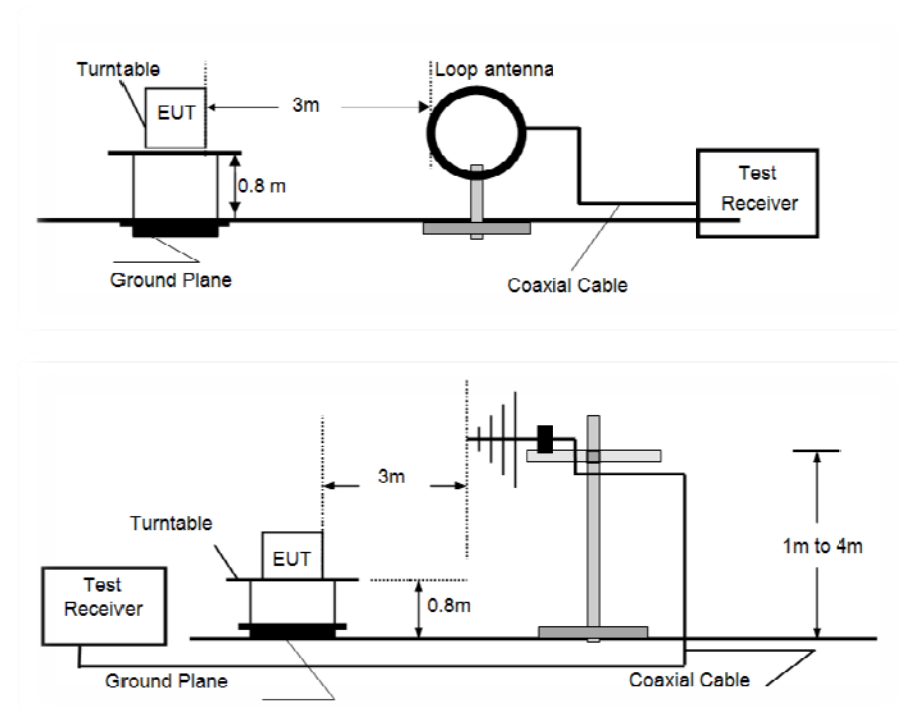 Turntable
Loop antenna
EUT
3m
0.8 m
Test
Receiver
Ground Plane
Coaxial Cable
3m
Turntable
1m to 4m
EUT
Test
Receiver
0.8m
Ground Plane
Coaxial Cable